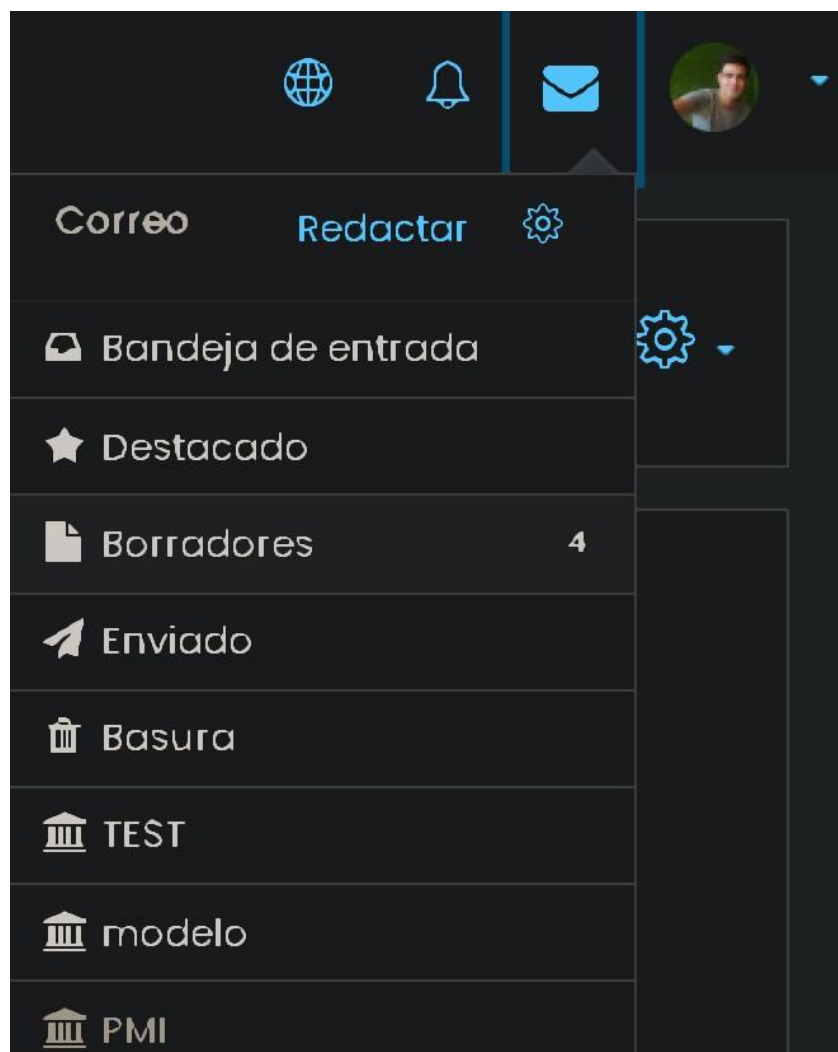 Correo
Redactar
Bandeja de entrada
Destacado
Borradores 4
Enviado
Basura
TEST
modelo
PMI